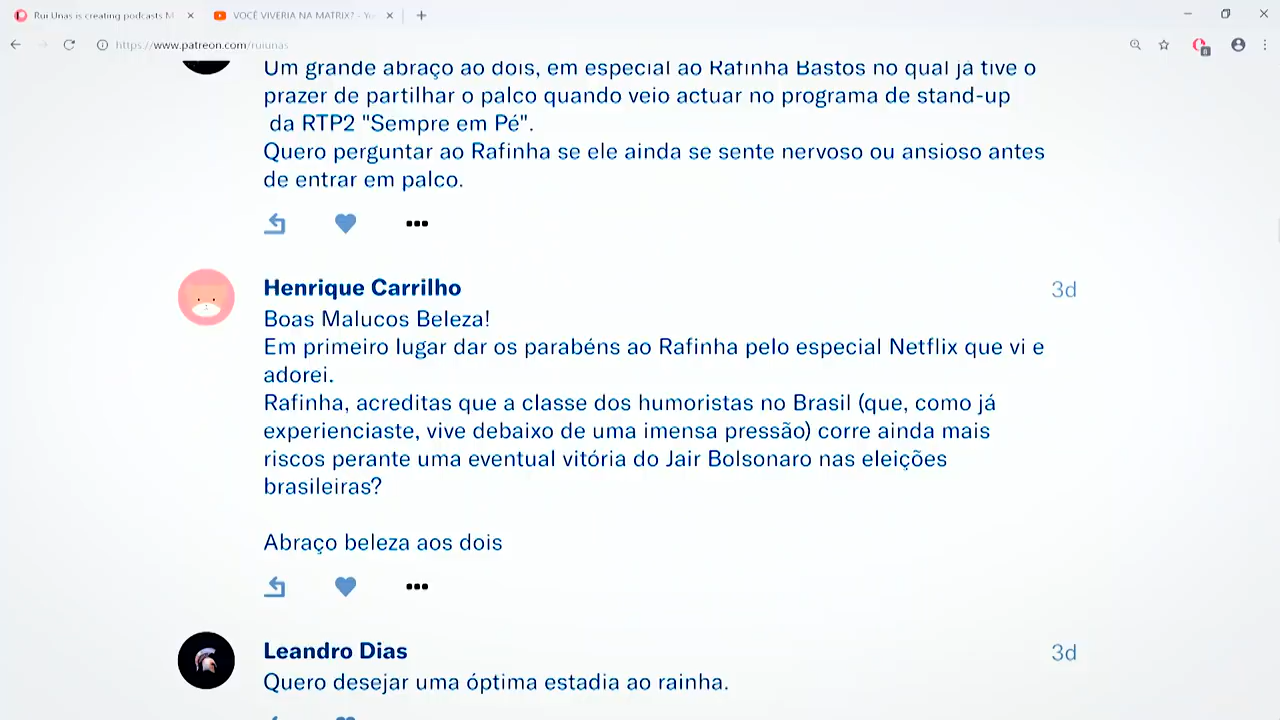 Rui Unas is creating podcasts M
VOCÊ VIVERIA NA MATRIX? - Yo
https://www.patreon.com/ruiunas
Um grande abraço ao dois, em especial ao Rafinha Bastos no qual já tive o
prazer de partilhar o palco quando veio actuar no programa de stand-up
da RTP2 "Sempre em Pé".
Quero perguntar ao Rafinha se ele ainda se sente nervoso ou ansioso antes
de entrar em palco.
Henrique Carrilho
3d
Boas Malucos Beleza!
Em primeiro lugar dar os parabéns ao Rafinha pelo especial Netflix que vi e
adorei.
Rafinha, acreditas que a classe dos humoristas no Brasil (que, como já
experienciaste, vive debaixo de uma imensa pressão) corre ainda mais
riscos perante uma eventual vitória do Jair Bolsonaro nas eleições
brasileiras?
Abraço beleza aos dois
Leandro Dias
3d
Quero desejar uma óptima estadia ao rainha.